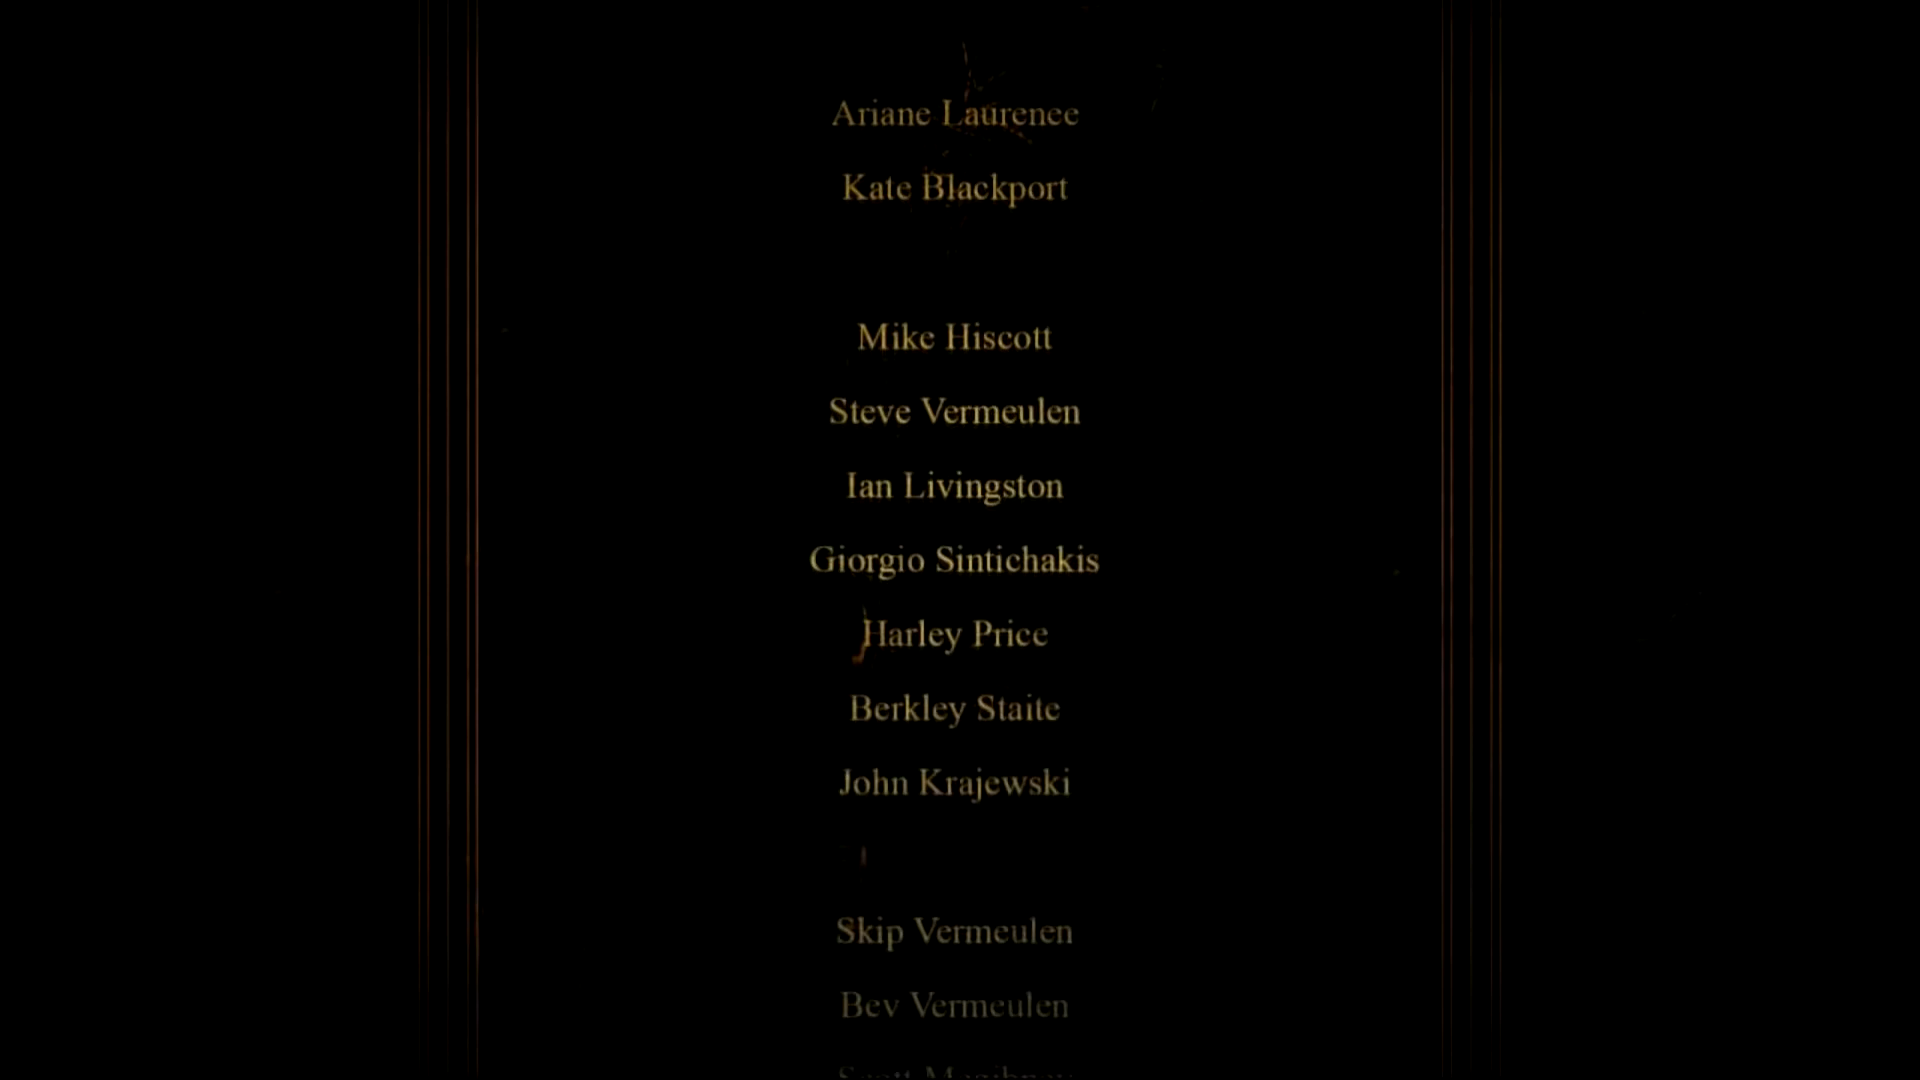 Ariane Laurence
Kate Blackport
Mike Hiscott
Steve Vermeulen
Ian Livingston
Giorgio Sintichakis
Harley Price
Berkley Staite
John Krajewski
Skip Vermeulen
Bev Vermeulen